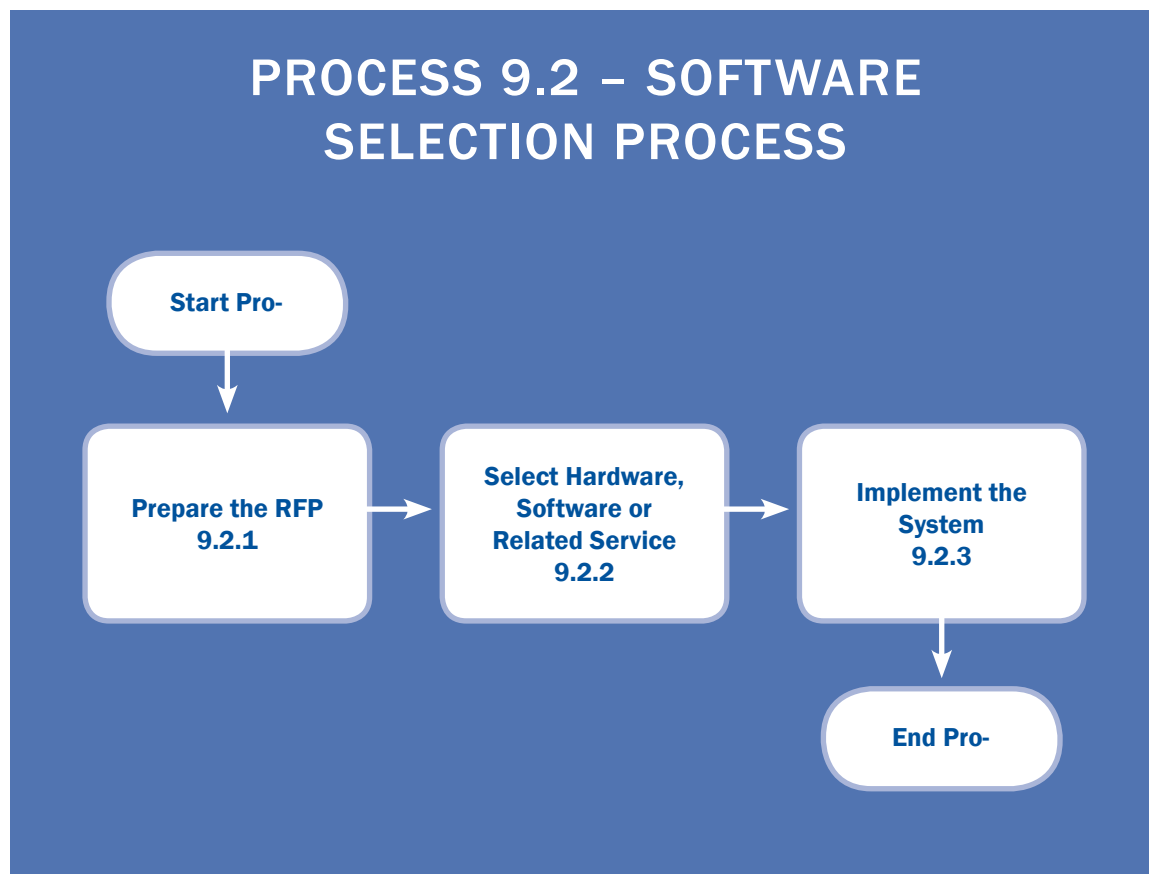 PROCESS 9.2 – SOFTWARE
SELECTION PROCESS
Start Pro-
Prepare the RFP
9.2.1
Select Hardware,
Software or
Related Service
9.2.2
Implement the
System
9.2.3
End Pro-